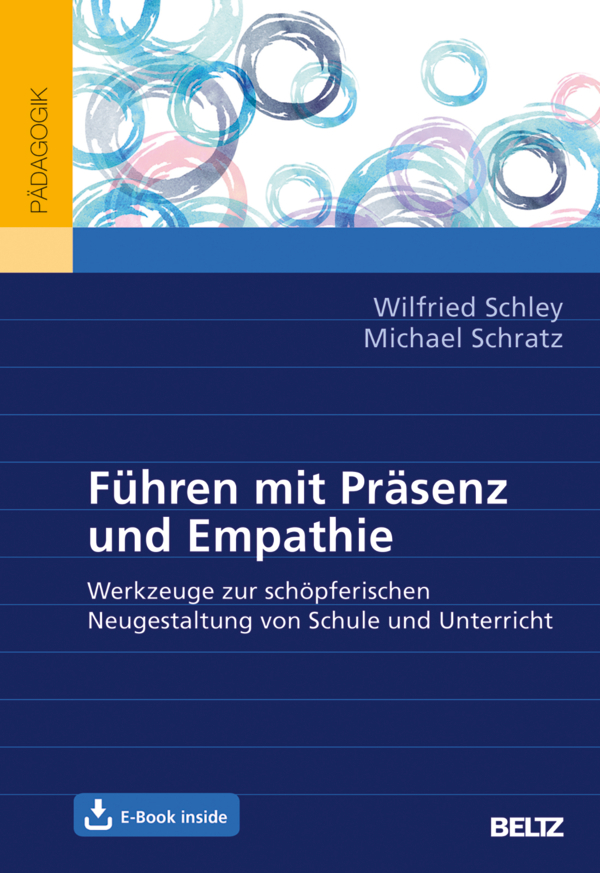 PÄDAGOGIK
Wilfried Schley
Michael Schratz
Führen mit Präsenz
und Empathie
Werkzeuge zur schöpferischen
Neugestaltung von Schule und Unterricht
E-Book inside
BELTZ